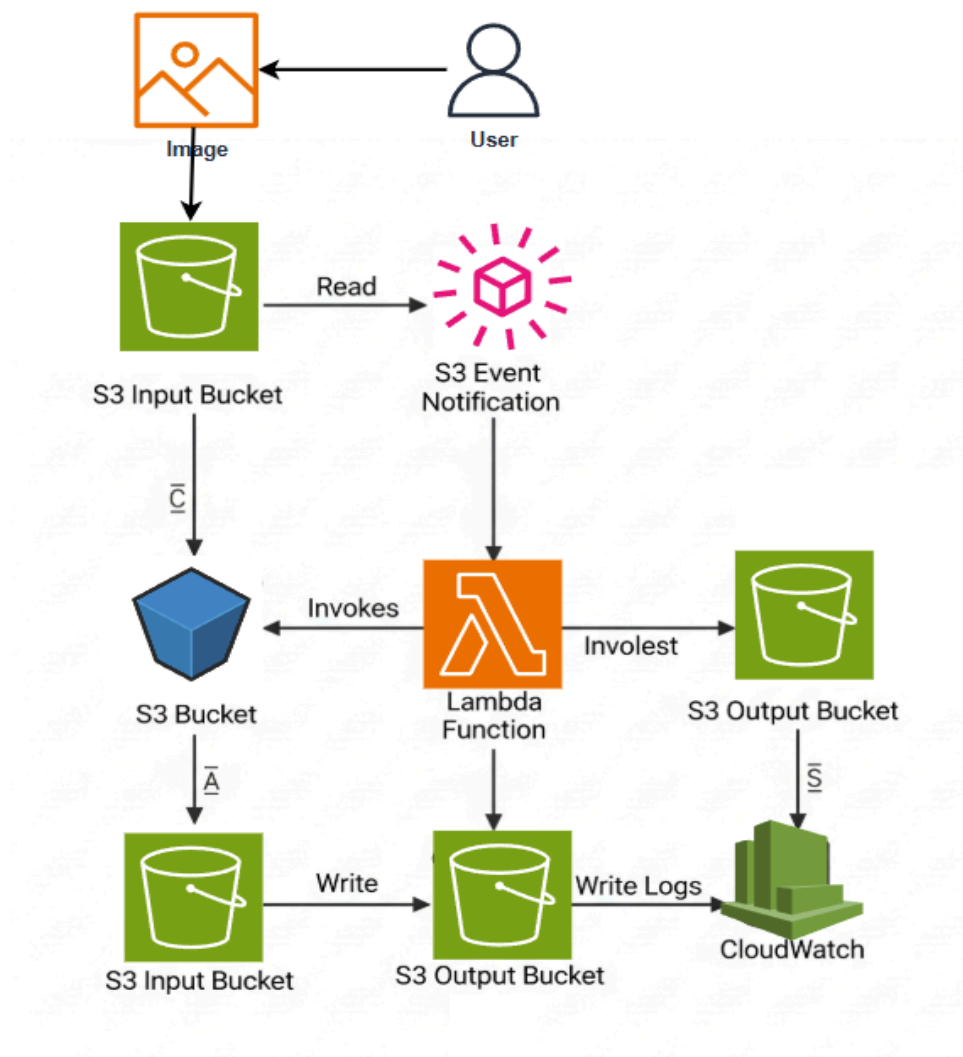 User
Image
Read
S3 Input Bucket
S3 Event
Notification
C
Invokes
Involest
S3 Bucket
Lambda
Function
S3 Output Bucket
A
S
Write
Write Logs
S3 Input Bucket
S3 Output Bucket
CloudWatch